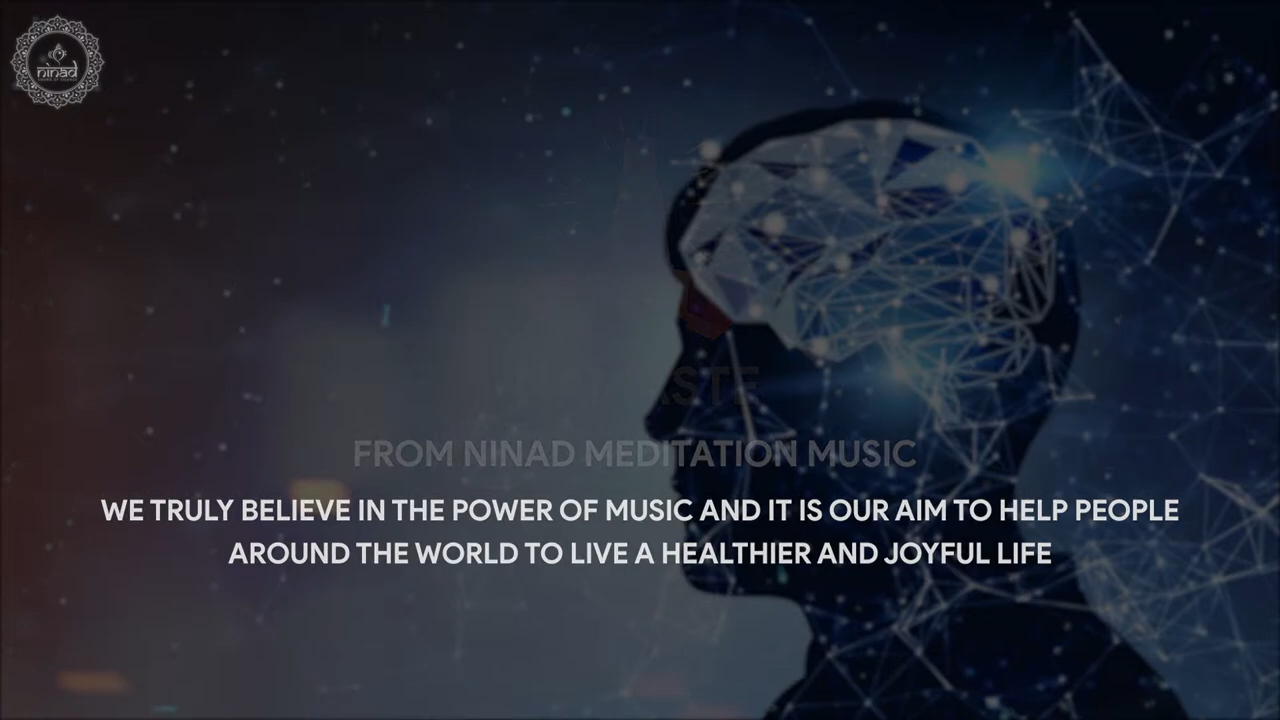 ninad
FROM NINAD MEDITATION MUSIC
WE TRULY BELIEVE IN THE POWER OF MUSIC AND IT IS OUR AIM TO HELP PEOPLE
AROUND THE WORLD TO LIVE A HEALTHIER AND JOYFUL LIFE